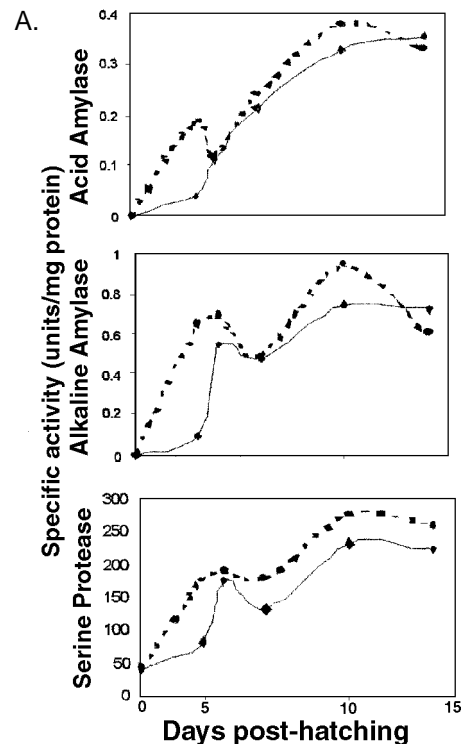 A.
Specific activity (units/mg protein)
Acid Amylase
0.4
0.3
0.2
0.1
0
Alkaline Amylase
1
0.8
0.6
0.4
0.2
0
Serine Protease
300
250
200
150
100
50
0
0 5 10 15
Days post-hatching